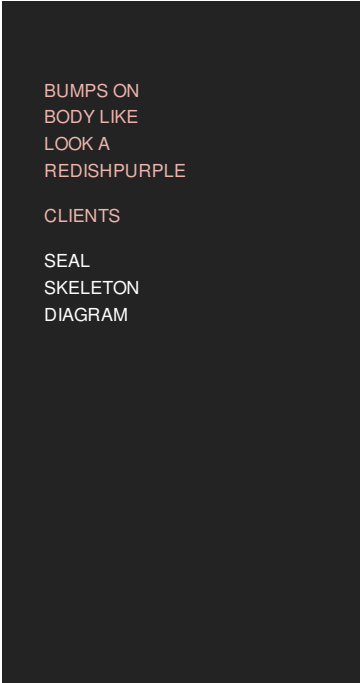 BUMPS ON
BODY LIKE
LOOK A
REDISHPURPLE
CLIENTS
SEAL
SKELETON
DIAGRAM